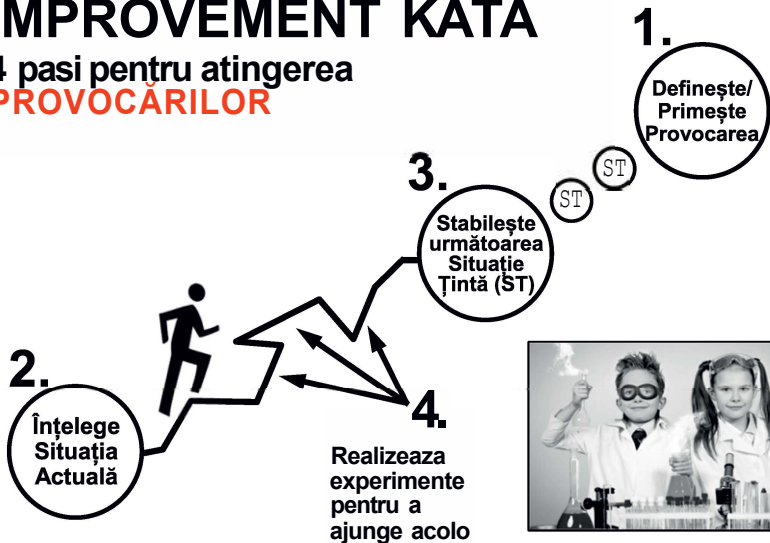 MPROVEMENT KATA
4 pasi pentru atingerea
PROVOCĂRILOR
1.
Definește/
Primește
Provocarea
ST
ST
3.
Stabilește
următoarea
Situație
Țintă (ST)
2.
Înțelege
Situația
Actuală
4.
Realizeaza
experimente
pentru a
ajunge acolo